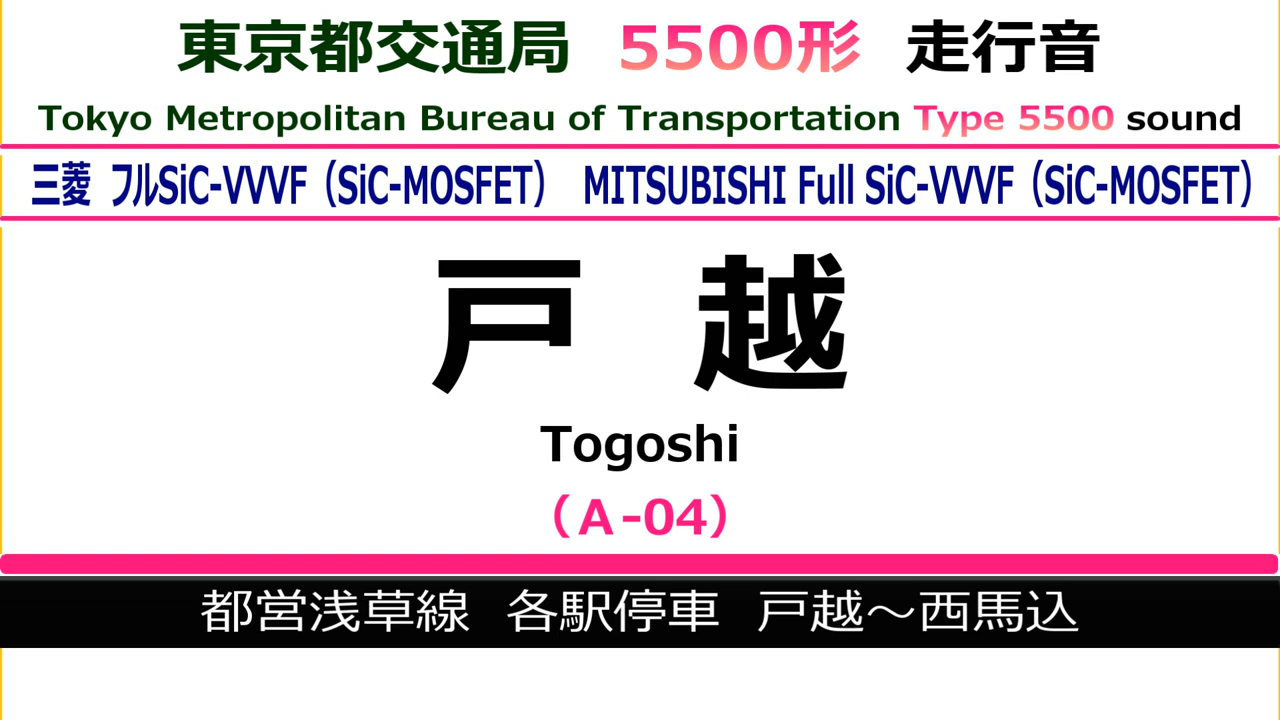 東京都交通局 5500形 走行音
Tokyo Metropolitan Bureau of Transportation Type 5500 sound
三菱 フルSiC-VVVF（SiC-MOSFET） MITSUBISHI Full SiC-VVVF（SiC-MOSFET）
戸 越
Togoshi
（A-04）
都営浅草線 各駅停車 戸越～西馬込